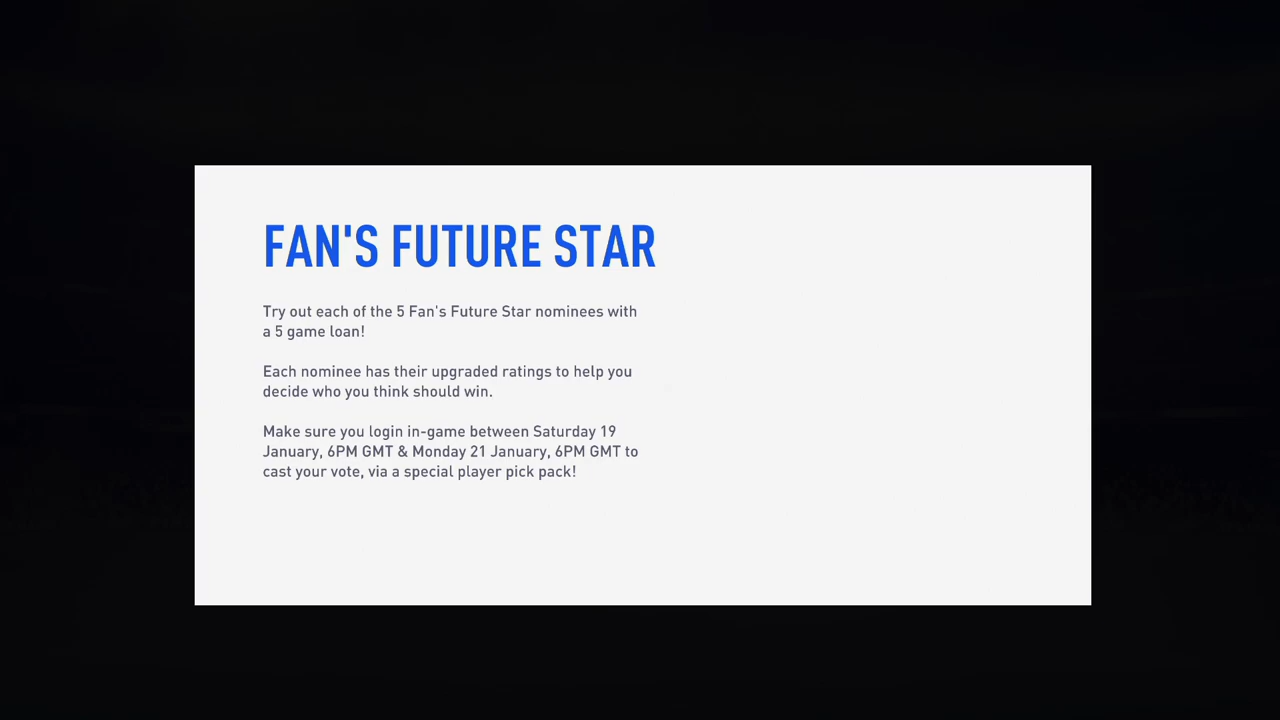 FAN'S FUTURE STAR
Try out each of the 5 Fan's Future Star nominees with
a 5 game loan!
Each nominee has their upgraded ratings to help you
decide who you think should win.
Make sure you login in-game between Saturday 19
January, 6PM GMT & Monday 21 January, 6PM GMT to
cast your vote, via a special player pick pack!